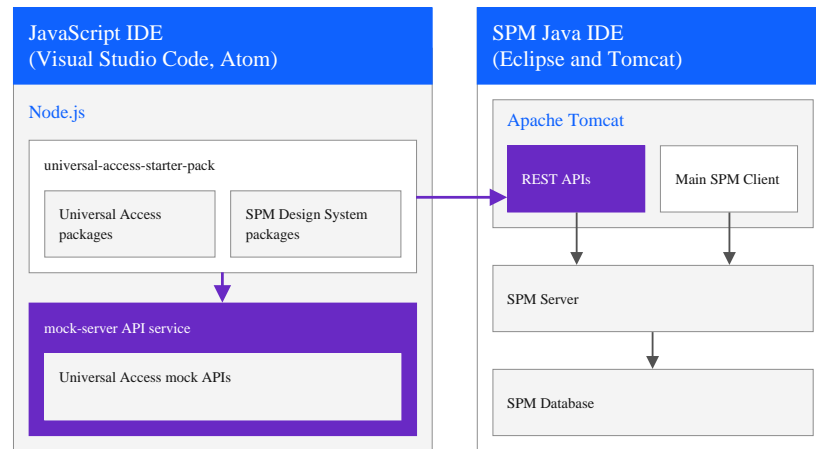 JavaScript IDE
(Visual Studio Code, Atom)
Node.js
universal-access-starter-pack
Universal Access
packages
SPM Design System
packages
mock-server API service
Universal Access mock APIs
SPM Java IDE
(Eclipse and Tomcat)
Apache Tomcat
REST APIs
Main SPM Client
SPM Server
SPM Database